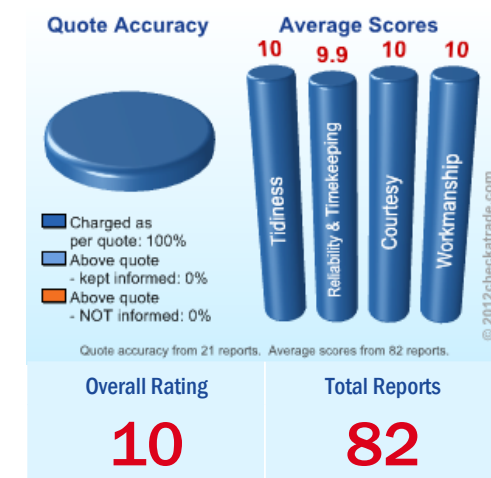 Quote Accuracy
Average Scores
10
9.9
10
10
Tidiness
Reliability & Timekeeping
Courtesy
Workmanship
Charged as
per quote: 100%
Above quote
- kept informed: 0%
Above quote
- NOT informed: 0%
© 2012checkatrade.com
Quote accuracy from 21 reports. Average scores from 82 reports.
Overall Rating
Total Reports
10
82